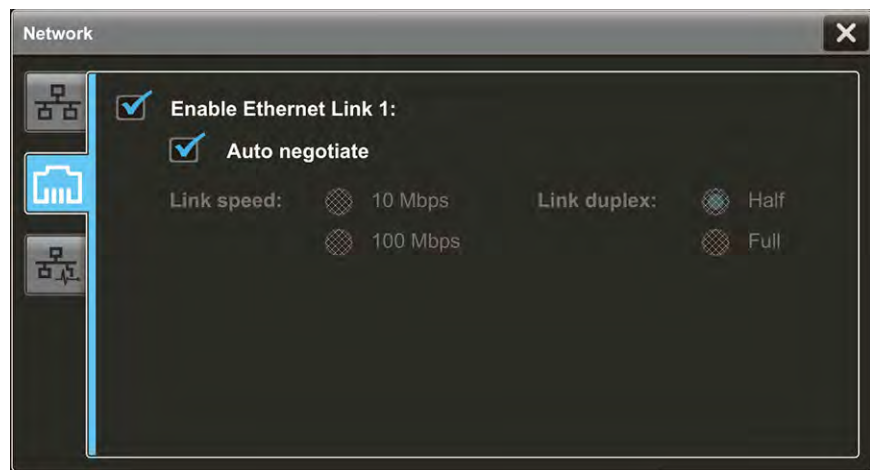 Network
Enable Ethernet Link 1:
Auto negotiate
Link speed: 10 Mbps Link duplex: Half
100 Mbps Full